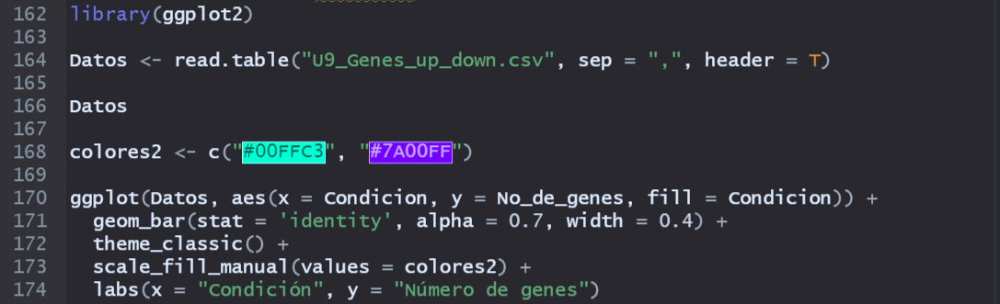 162 library(ggplot2)
163
164 Datos <- read.table("U9_Genes_up_down.csv", sep = ",", header = T)
165
166 Datos
167
168 colores2 <- c("#00FFC3", "#7A00FF")
169
170 ggplot(Datos, aes(x = Condicion, y = No_de_genes, fill = Condicion)) +
171   geom_bar(stat = 'identity', alpha = 0.7, width = 0.4) +
172   theme_classic() +
173   scale_fill_manual(values = colores2) +
174   labs(x = "Condición", y = "Número de genes")